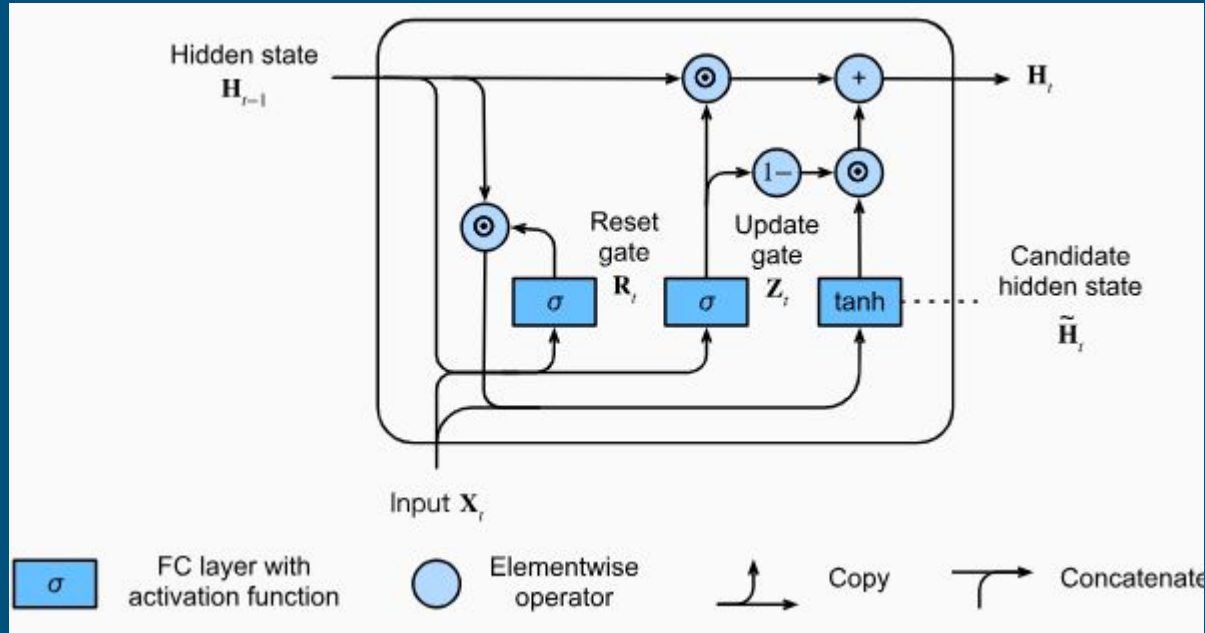 Hidden state
H_{t-1}
⊙
+
H_t
1−
⊙
⊙
Reset
gate
R_t
Update
gate
Z_t
Candidate
hidden state
H̃_t
σ
σ
tanh
Input X_t
σ
FC layer with
activation function
Elementwise
operator
Copy
Concatenate